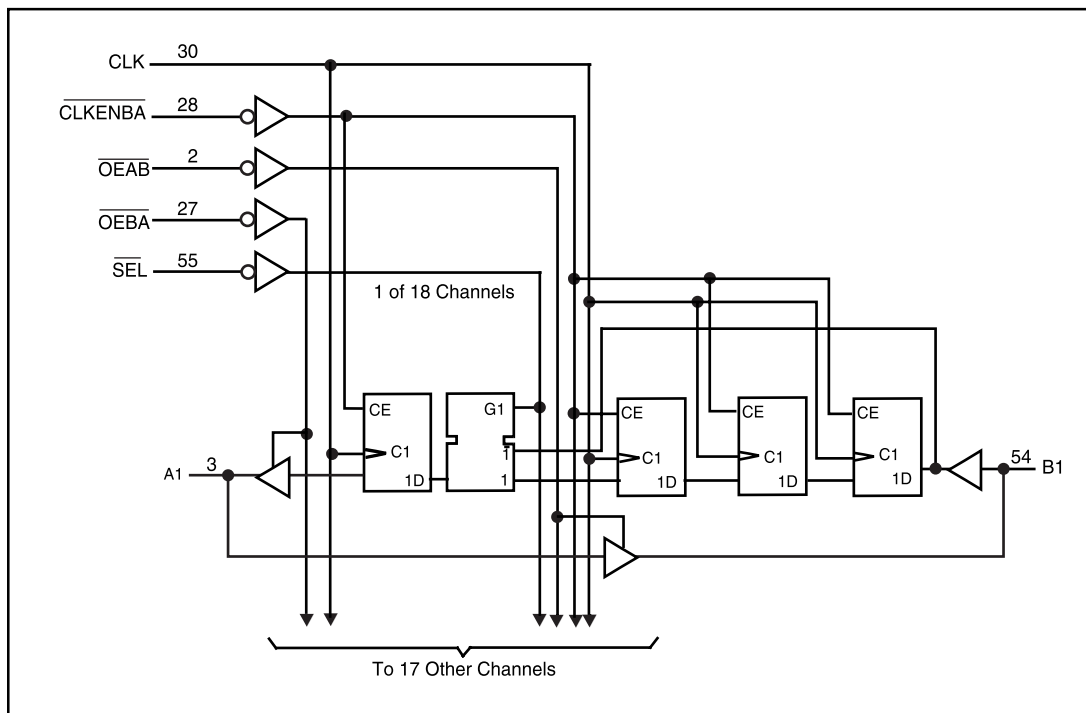 CLK 30
CLKENBA 28
OEAB 2
OEBA 27
SEL 55
1 of 18 Channels
CE
C1
1D
G1
1
1
CE
C1
1D
CE
C1
1D
CE
C1
1D
A1 3
54 B1
To 17 Other Channels